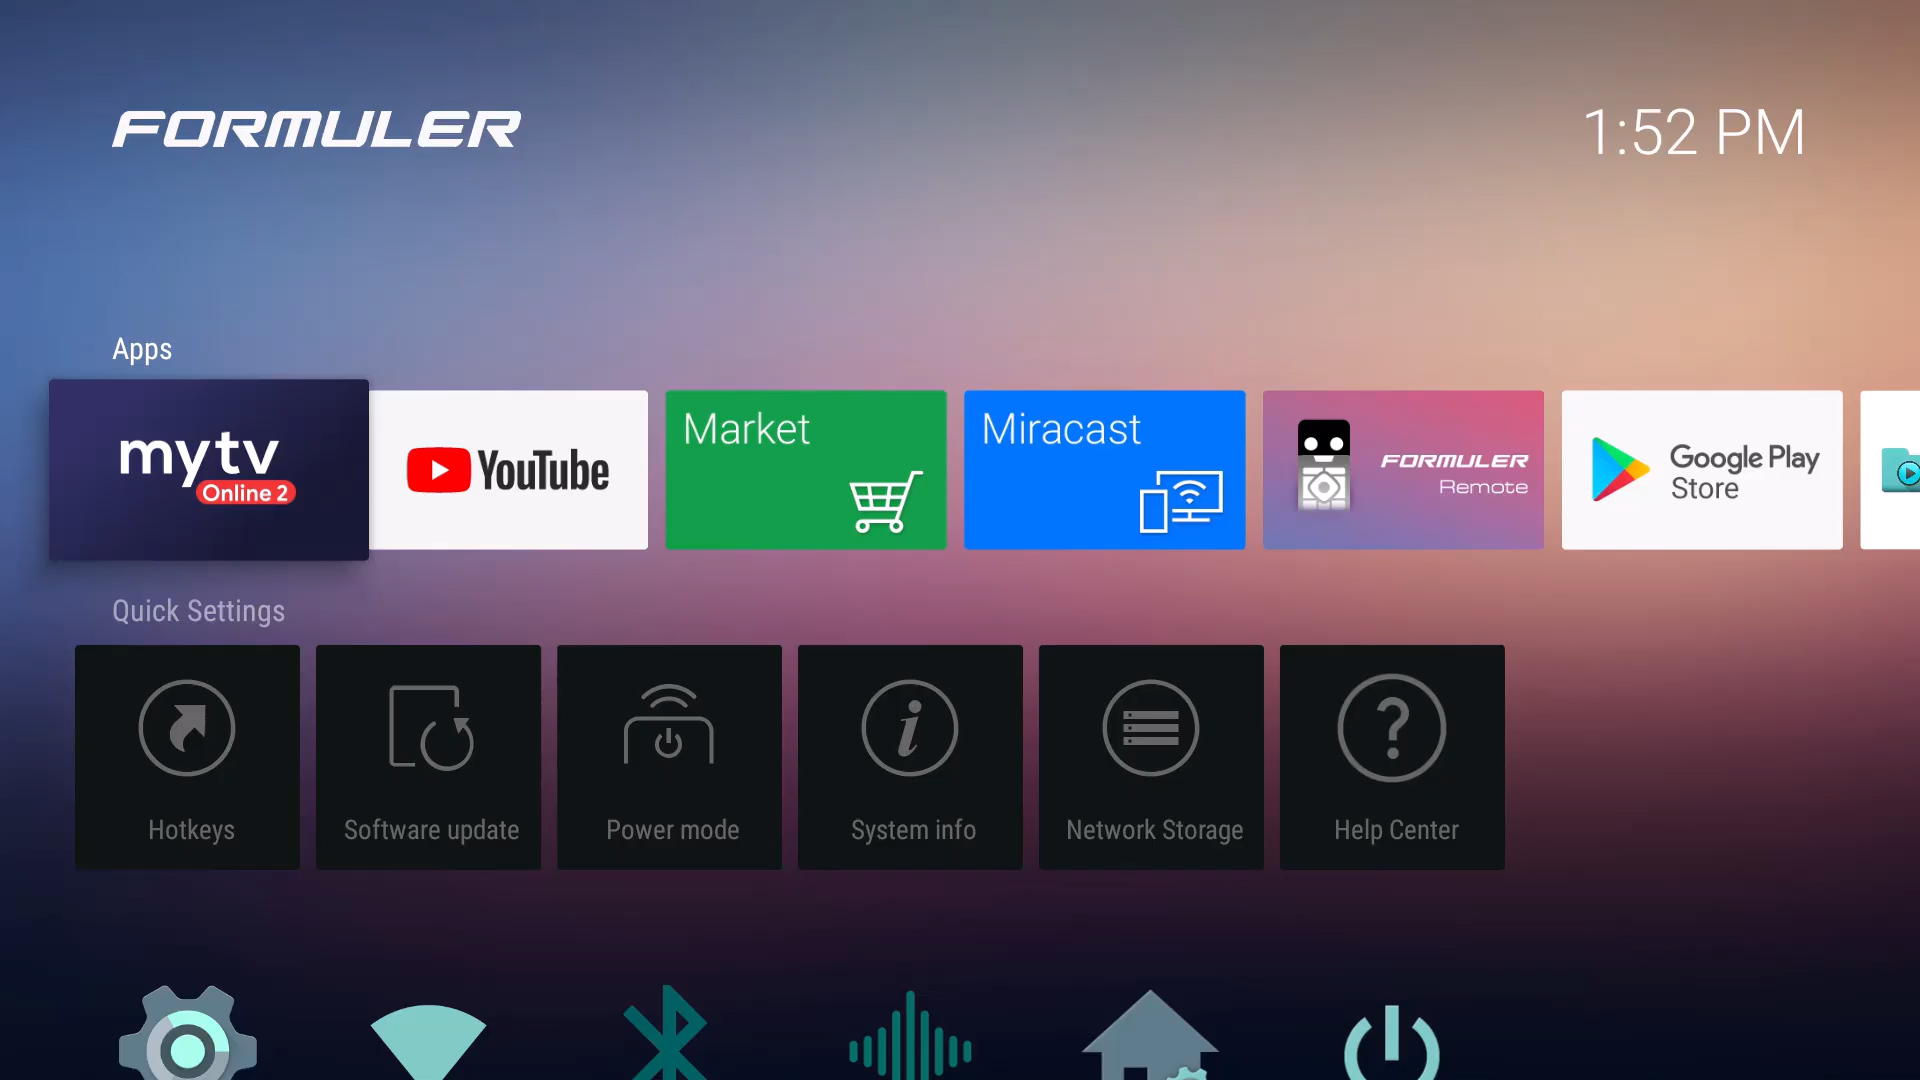 FORMULER
1:52 PM
Apps
mytv
Online 2
YouTube
Market
Miracast
FORMULER
Remote
Google Play
Store
Quick Settings
Hotkeys
Software update
Power mode
System info
Network Storage
Help Center